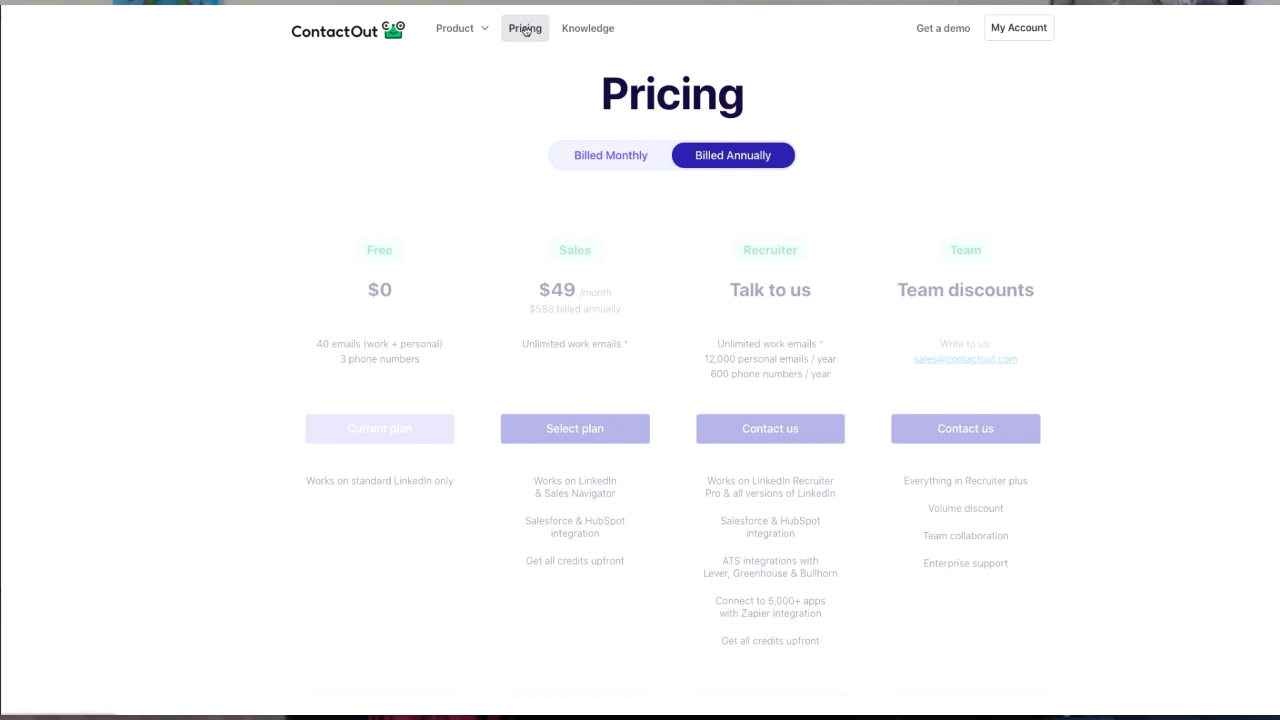 ContactOut
Product
Pricing
Knowledge
Get a demo
My Account
Pricing
Billed Monthly
Billed Annually
Free
$0
40 emails (work + personal)
3 phone numbers
Current plan
Works on standard LinkedIn only
Sales
$49 /month
$588 billed annually
Unlimited work emails *
Select plan
Works on LinkedIn
& Sales Navigator
Salesforce & HubSpot
integration
Get all credits upfront
Recruiter
Talk to us
Unlimited work emails *
12,000 personal emails / year
600 phone numbers / year
Contact us
Works on LinkedIn Recruiter
Pro & all versions of LinkedIn
Salesforce & HubSpot
integration
ATS integrations with
Lever, Greenhouse & Bullhorn
Connect to 5,000+ apps
with Zapier integration
Get all credits upfront
Team
Team discounts
Write to us:
sales@contactout.com
Contact us
Everything in Recruiter plus
Volume discount
Team collaboration
Enterprise support